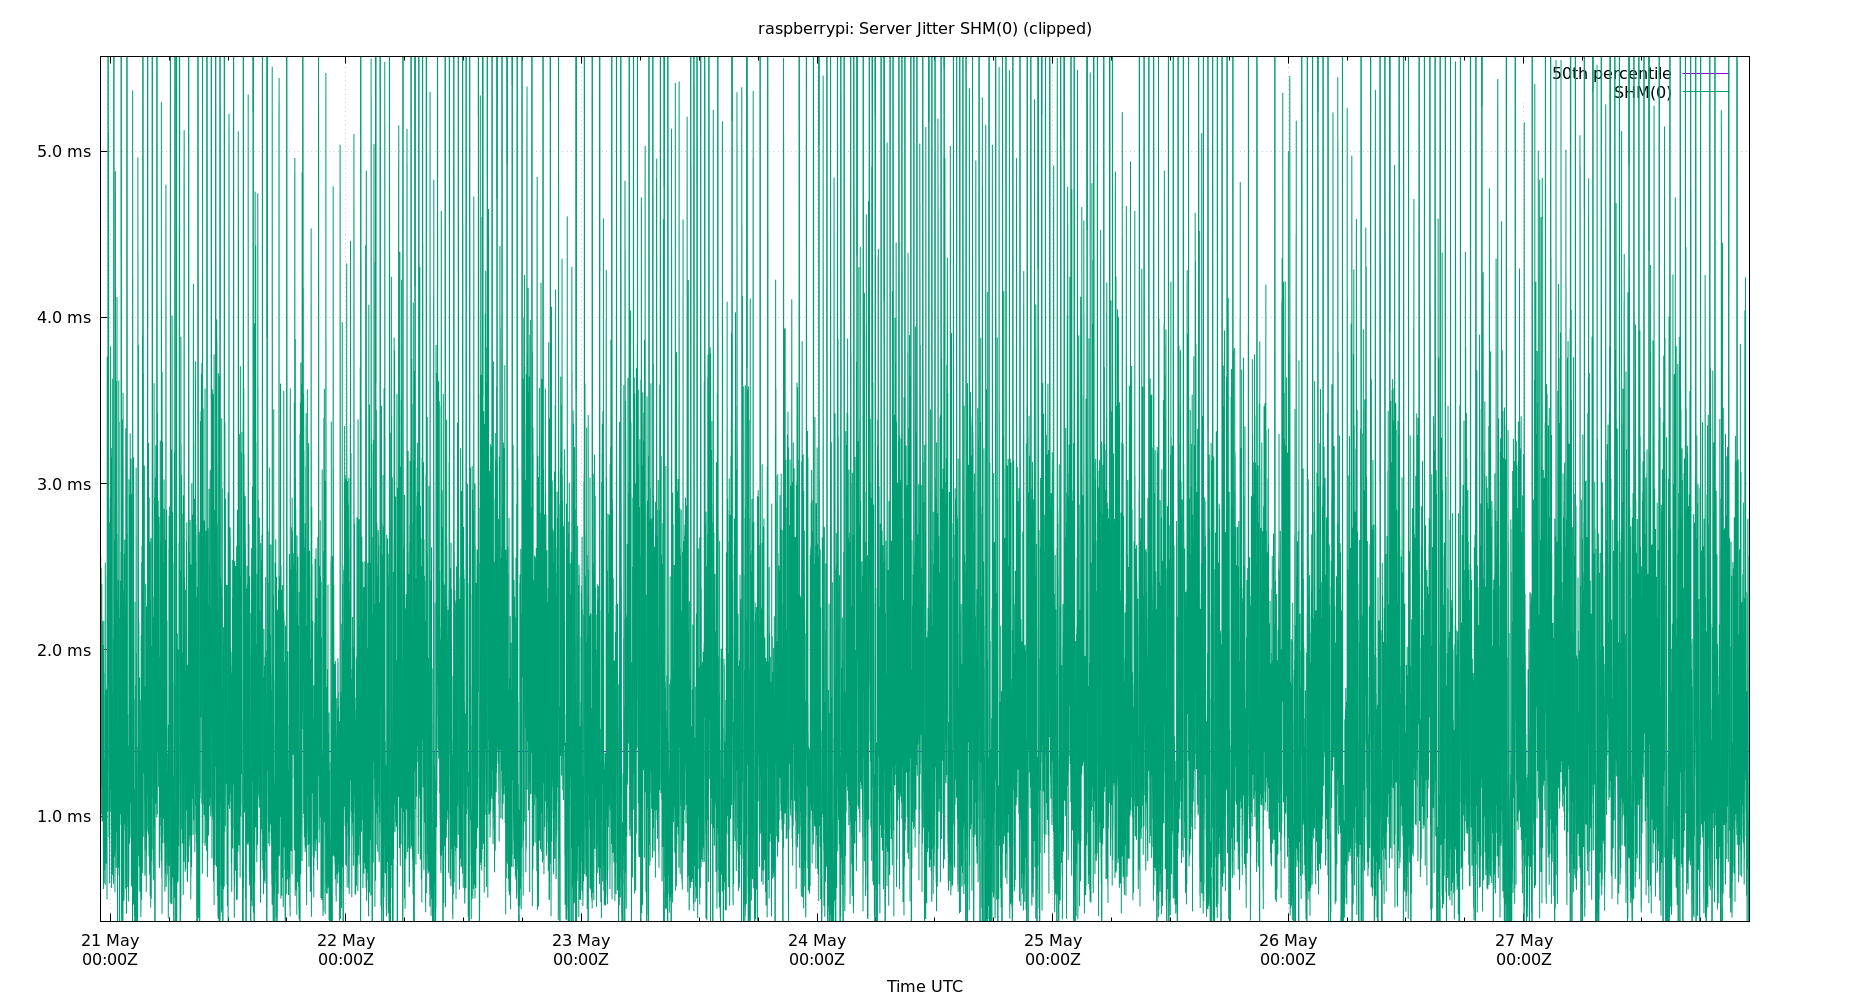 raspberrypi: Server Jitter SHM(0) (clipped)
50th percentile
SHM(0)
5.0 ms
4.0 ms
3.0 ms
2.0 ms
1.0 ms
21 May 22 May 23 May 24 May 25 May 26 May 27 May
00:00Z 00:00Z 00:00Z 00:00Z 00:00Z 00:00Z 00:00Z
Time UTC